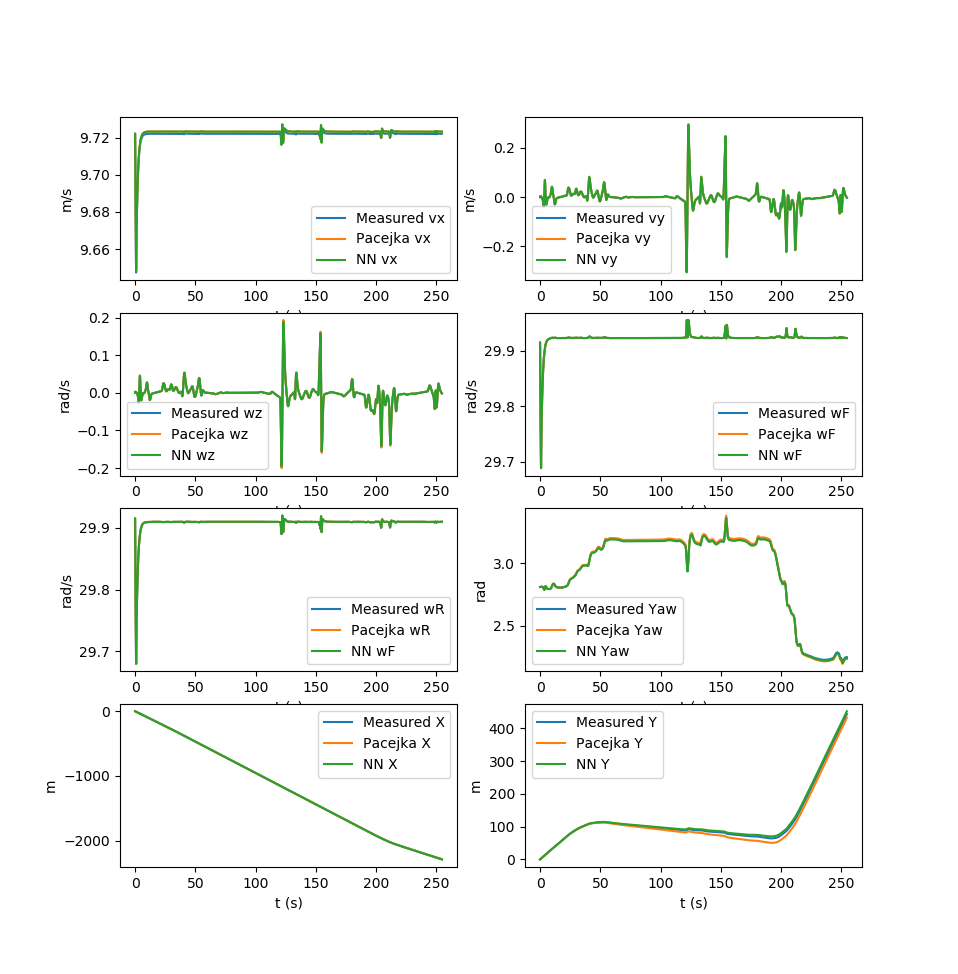 9.72
9.70
9.68
9.66
m/s
Measured vx
Pacejka vx
NN vx
0 50 100 150 200 250
0.2
0.0
−0.2
m/s
Measured vy
Pacejka vy
NN vy
0 50 100 150 200 250
0.2
0.1
0.0
−0.1
−0.2
rad/s
Measured wz
Pacejka wz
NN wz
0 50 100 150 200 250
29.9
29.8
29.7
rad/s
Measured wF
Pacejka wF
NN wF
0 50 100 150 200 250
29.9
29.8
29.7
rad/s
Measured wR
Pacejka wR
NN wF
0 50 100 150 200 250
3.0
2.5
rad
Measured Yaw
Pacejka Yaw
NN Yaw
0 50 100 150 200 250
0
−1000
−2000
m
Measured X
Pacejka X
NN X
0 50 100 150 200 250
t (s)
400
300
200
100
0
m
Measured Y
Pacejka Y
NN Y
0 50 100 150 200 250
t (s)